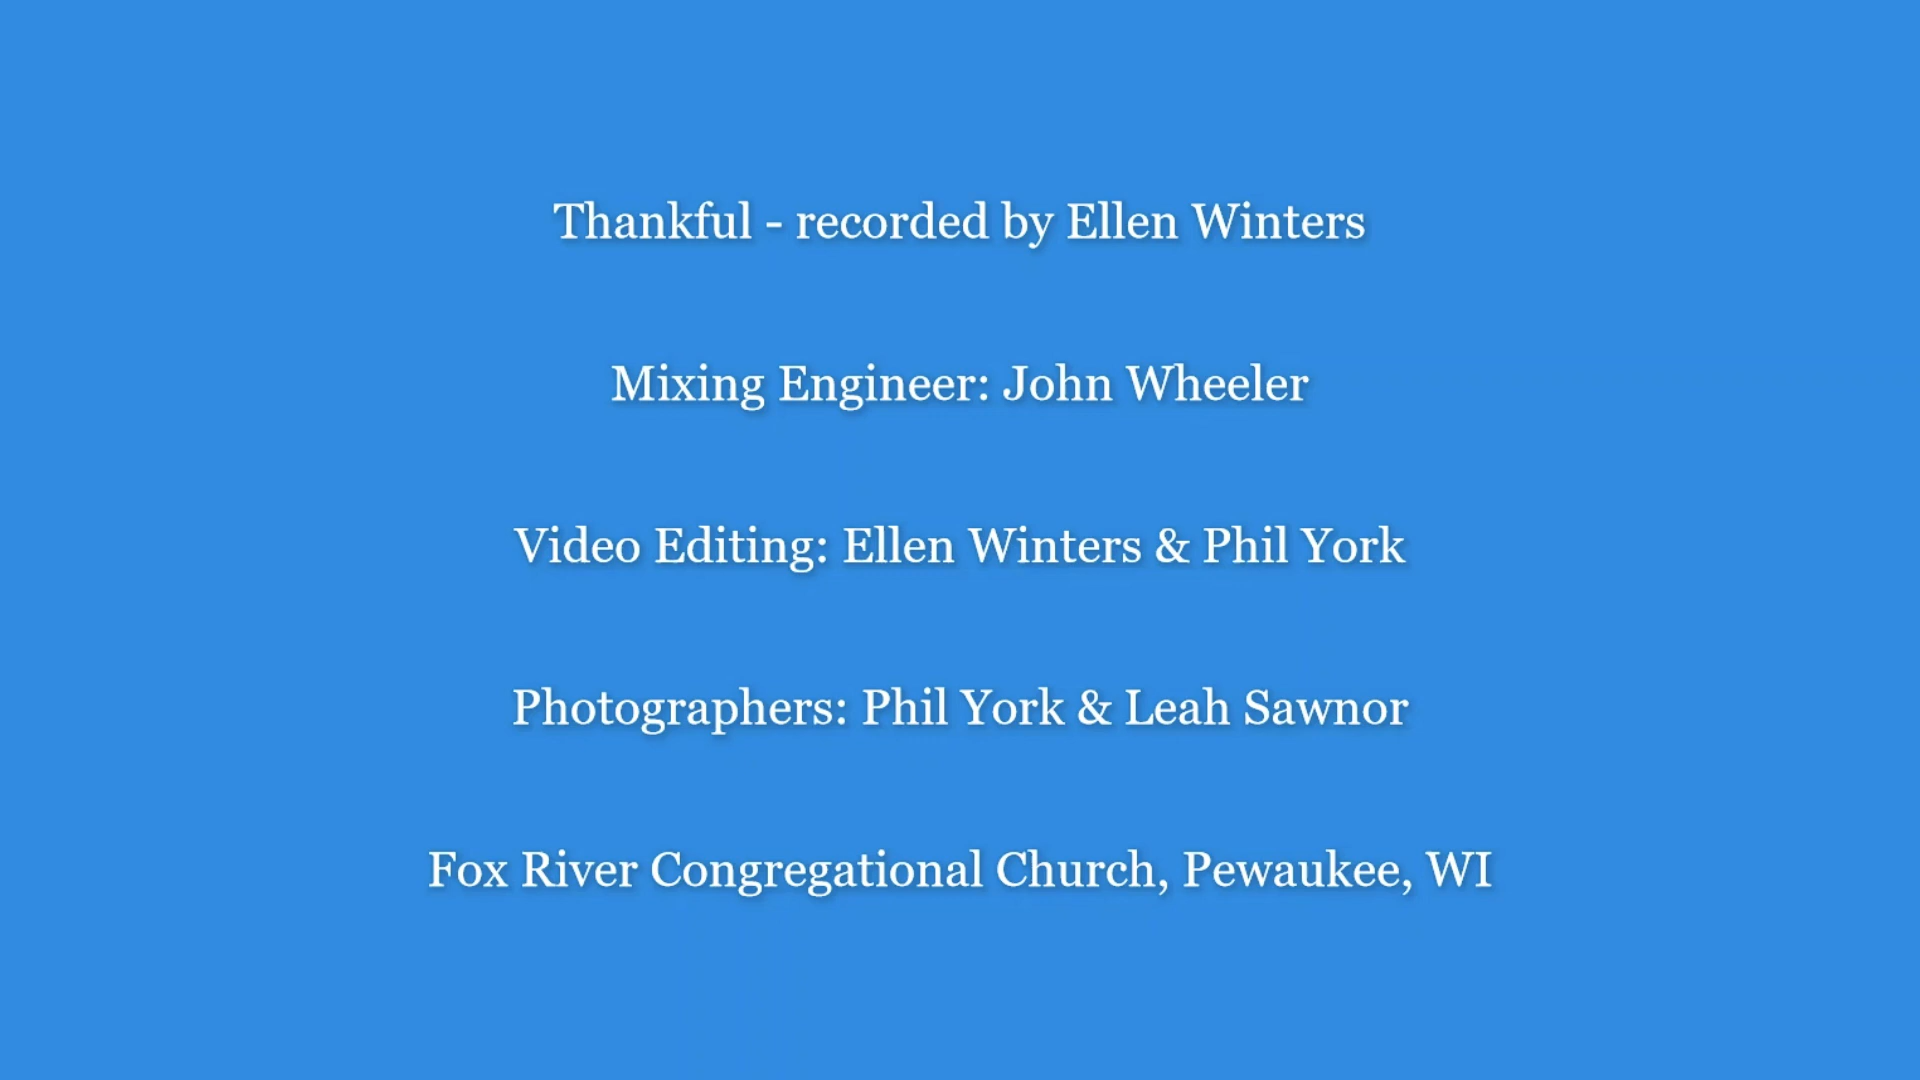 Thankful - recorded by Ellen Winters
Mixing Engineer: John Wheeler
Video Editing: Ellen Winters & Phil York
Photographers: Phil York & Leah Sawnor
Fox River Congregational Church, Pewaukee, WI